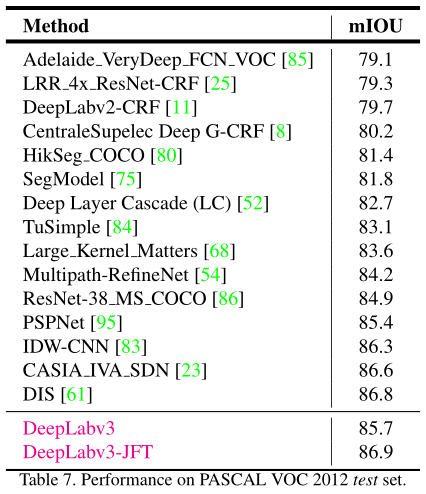 Method mIOU
Adelaide_VeryDeep_FCN_VOC [85] 79.1
LRR_4x_ResNet-CRF [25] 79.3
DeepLabv2-CRF [11] 79.7
CentraleSupelec Deep G-CRF [8] 80.2
HikSeg_COCO [80] 81.4
SegModel [75] 81.8
Deep Layer Cascade (LC) [52] 82.7
TuSimple [84] 83.1
Large_Kernel_Matters [68] 83.6
Multipath-RefineNet [54] 84.2
ResNet-38_MS_COCO [86] 84.9
PSPNet [95] 85.4
IDW-CNN [83] 86.3
CASIA_IVA_SDN [23] 86.6
DIS [61] 86.8
DeepLabv3 85.7
DeepLabv3-JFT 86.9
Table 7. Performance on PASCAL VOC 2012 test set.